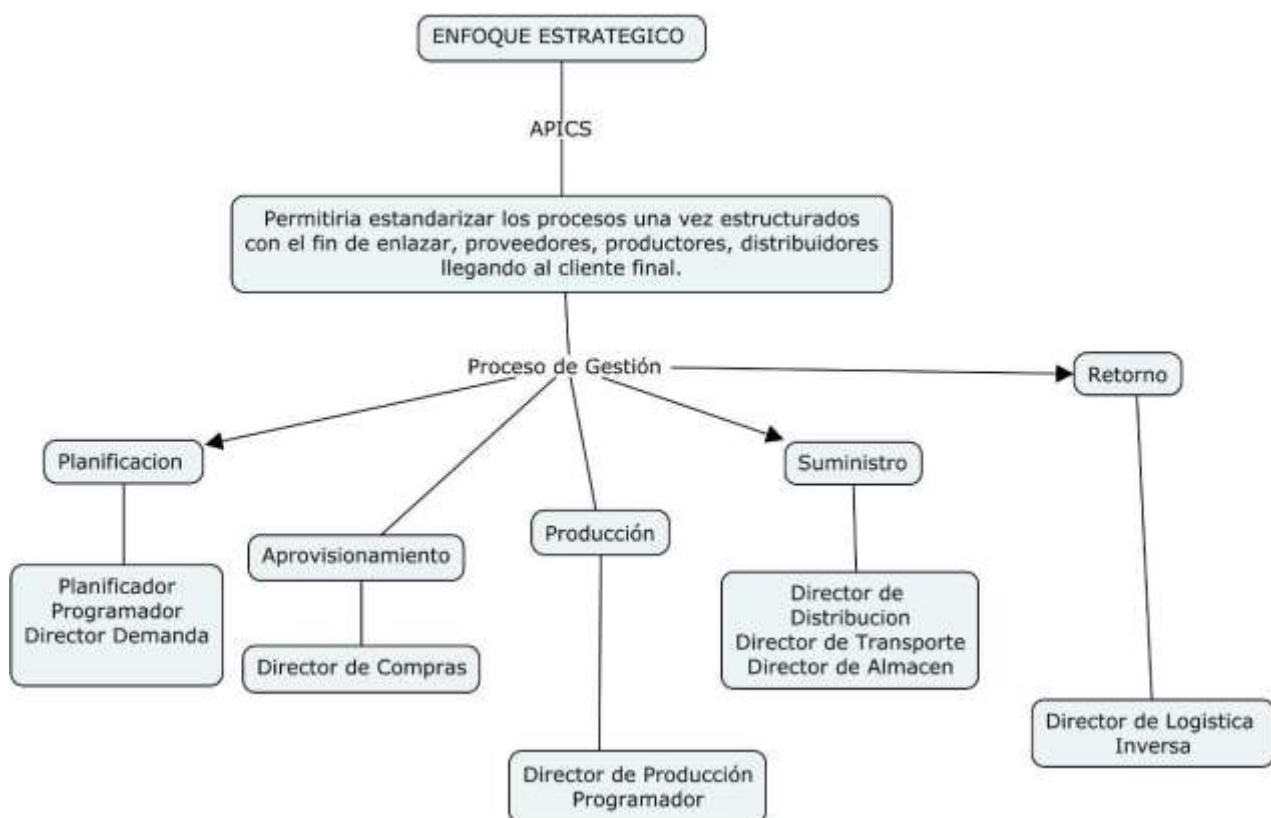 ENFOQUE ESTRATEGICO
APICS
Permitiria estandarizar los procesos una vez estructurados
con el fin de enlazar, proveedores, productores, distribuidores
llegando al cliente final.
Proceso de Gestión
Retorno
Planificacion
Suministro
Producción
Aprovisionamiento
Planificador
Programador
Director Demanda
Director de
Distribucion
Director de Transporte
Director de Almacen
Director de Compras
Director de Logistica
Inversa
Director de Producción
Programador